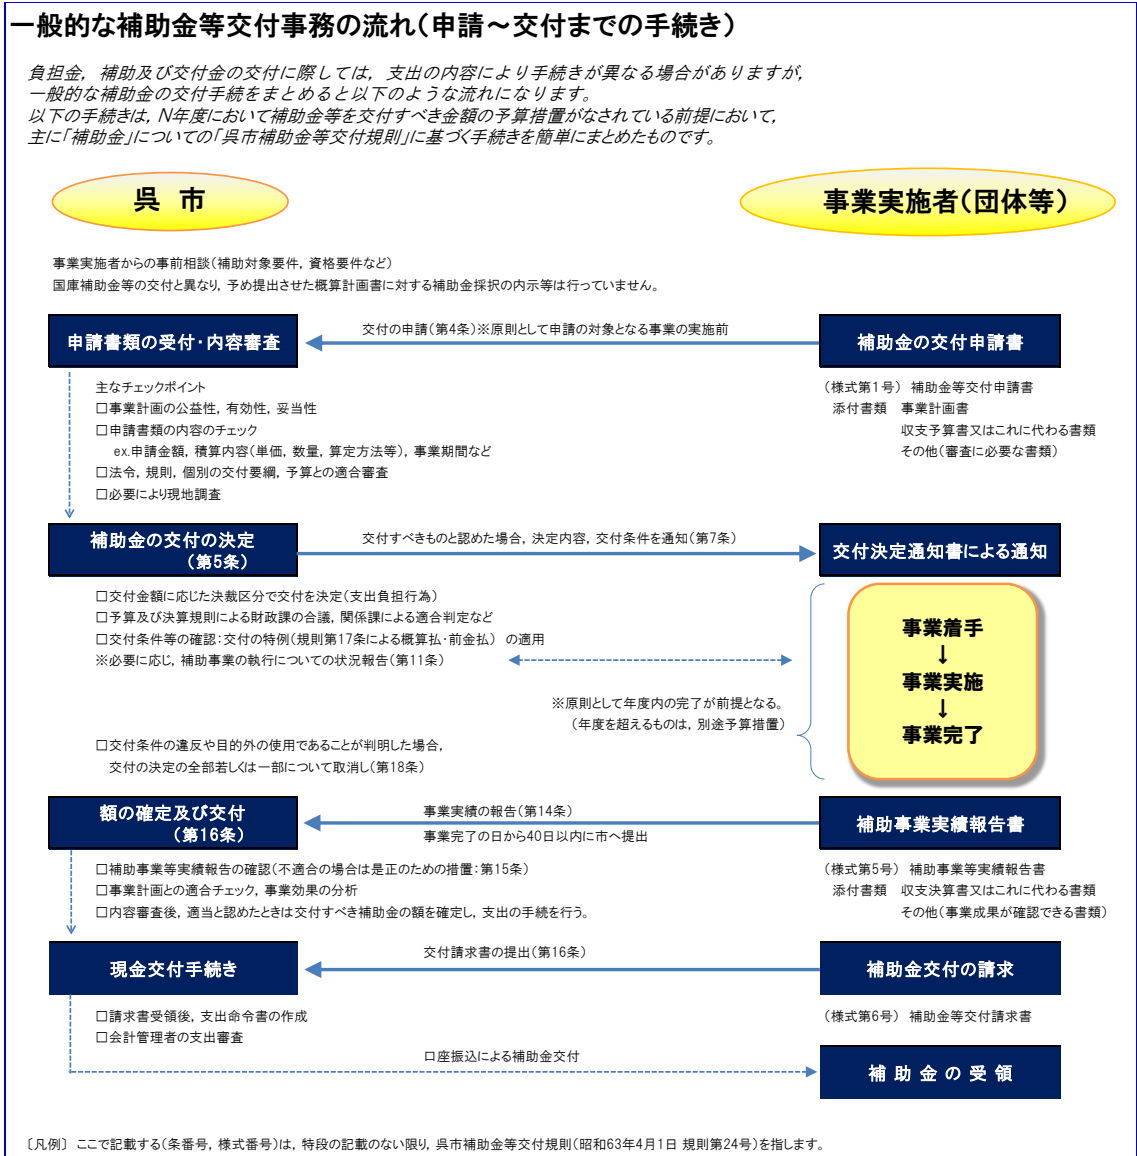 一般的な補助金等交付事務の流れ（申請～交付までの手続き）
負担金，補助及び交付金の交付に際しては，支出の内容により手続きが異なる場合がありますが，
一般的な補助金の交付手続をまとめると以下のような流れになります。
以下の手続きは，N年度において補助金等を交付すべき金額の予算措置がなされている前提において，
主に「補助金」についての「呉市補助金等交付規則」に基づく手続きを簡単にまとめたものです。
呉 市
事業実施者（団体等）
事業実施者からの事前相談（補助対象要件，資格要件など）
国庫補助金等の交付と異なり，予め提出させた概算計画書に対する補助金採択の内示等は行っていません。
申請書類の受付・内容審査
交付の申請（第4条）※原則として申請の対象となる事業の実施前
補助金の交付申請書
主なチェックポイント
□事業計画の公益性，有効性，妥当性
□申請書類の内容のチェック
ex.申請金額，積算内容（単価，数量，算定方法等），事業期間など
□法令，規則，個別の交付要綱，予算との適合審査
□必要により現地調査
（様式第1号） 補助金等交付申請書
添付書類 事業計画書
収支予算書又はこれに代わる書類
その他（審査に必要な書類）
補助金の交付の決定
（第5条）
交付すべきものと認めた場合，決定内容，交付条件を通知（第7条）
交付決定通知書による通知
□交付金額に応じた決裁区分で交付を決定（支出負担行為）
□予算及び決算規則による財政課の合議，関係課による適合判定など
□交付条件等の確認：交付の特例（規則第17条による概算払・前金払） の適用
※必要に応じ，補助事業の執行についての状況報告（第11条）
事業着手
↓
事業実施
↓
事業完了
※原則として年度内の完了が前提となる。
（年度を超えるものは，別途予算措置）
□交付条件の違反や目的外の使用であることが判明した場合，
交付の決定の全部若しくは一部について取消し（第18条）
額の確定及び交付
（第16条）
事業実績の報告（第14条）
事業完了の日から40日以内に市へ提出
補助事業実績報告書
□補助事業等実績報告の確認（不適合の場合は是正のための措置：第15条）
□事業計画との適合チェック，事業効果の分析
□内容審査後，適当と認めたときは交付すべき補助金の額を確定し，支出の手続を行う。
（様式第5号） 補助事業等実績報告書
添付書類 収支決算書又はこれに代わる書類
その他（事業成果が確認できる書類）
現金交付手続き
交付請求書の提出（第16条）
補助金交付の請求
□請求書受領後，支出命令書の作成
□会計管理者の支出審査
（様式第6号） 補助金等交付請求書
口座振込による補助金交付
補 助 金 の 受 領
〔凡例〕 ここで記載する（条番号，様式番号）は，特段の記載のない限り，呉市補助金等交付規則（昭和63年4月1日 規則第24号）を指します。